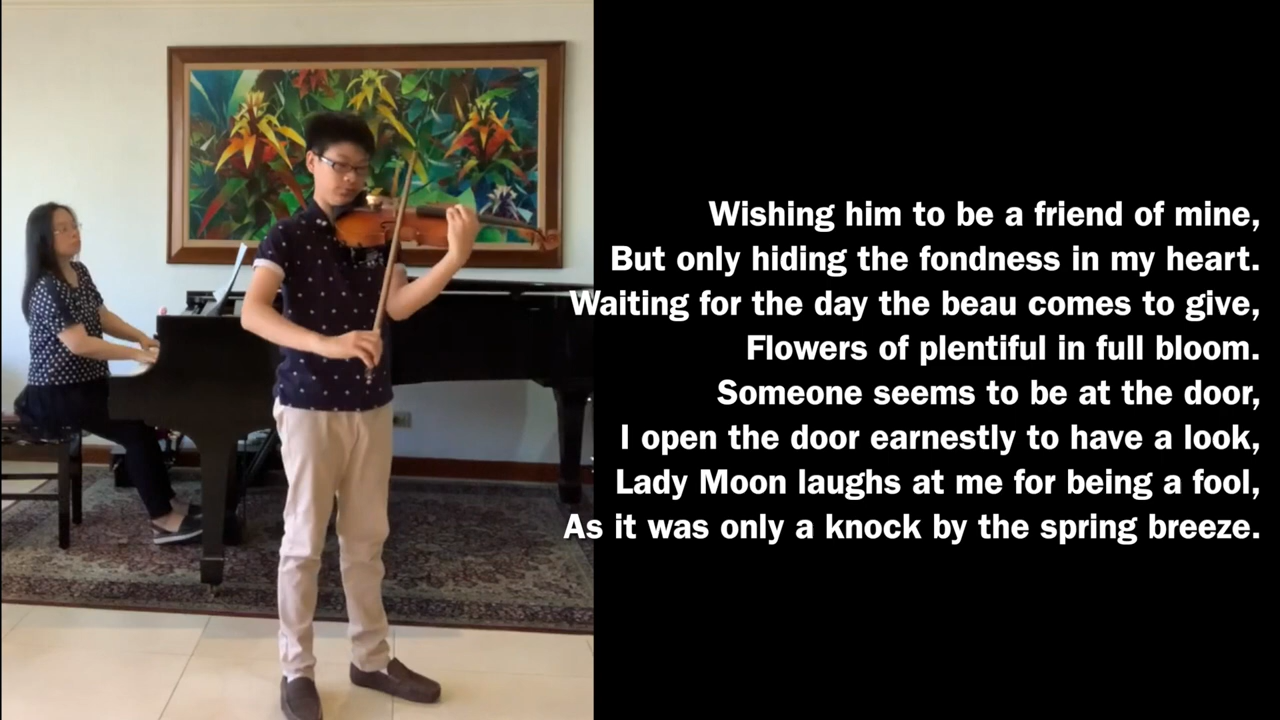 Wishing him to be a friend of mine,
But only hiding the fondness in my heart.
Waiting for the day the beau comes to give,
Flowers of plentiful in full bloom.
Someone seems to be at the door,
I open the door earnestly to have a look,
Lady Moon laughs at me for being a fool,
As it was only a knock by the spring breeze.